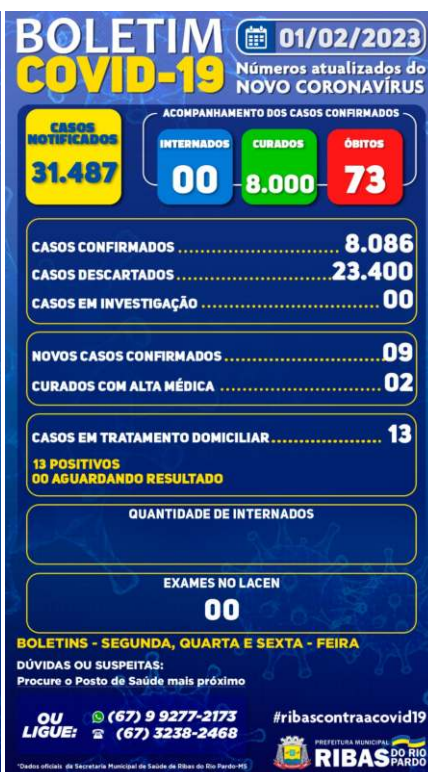 BOLETIM
COVID-19
01/02/2023
Números atualizados do
NOVO CORONAVÍRUS
CASOS
NOTIFICADOS
31.487
ACOMPANHAMENTO DOS CASOS CONFIRMADOS
INTERNADOS
00
CURADOS
8.000
ÓBITOS
73
CASOS CONFIRMADOS 8.086
CASOS DESCARTADOS 23.400
CASOS EM INVESTIGAÇÃO 00
NOVOS CASOS CONFIRMADOS 09
CURADOS COM ALTA MÉDICA 02
CASOS EM TRATAMENTO DOMICILIAR 13
13 POSITIVOS
00 AGUARDANDO RESULTADO
QUANTIDADE DE INTERNADOS
EXAMES NO LACEN
00
BOLETINS - SEGUNDA, QUARTA E SEXTA - FEIRA
DÚVIDAS OU SUSPEITAS:
Procure o Posto de Saúde mais próximo
OU
LIGUE:
(67) 9 9277-2173
(67) 3238-2468
#ribascontraacovid19
PREFEITURA MUNICIPAL
RIBAS DO RIO
PARDO
*Dados oficiais da Secretaria Municipal de Saúde de Ribas do Rio Pardo-MS